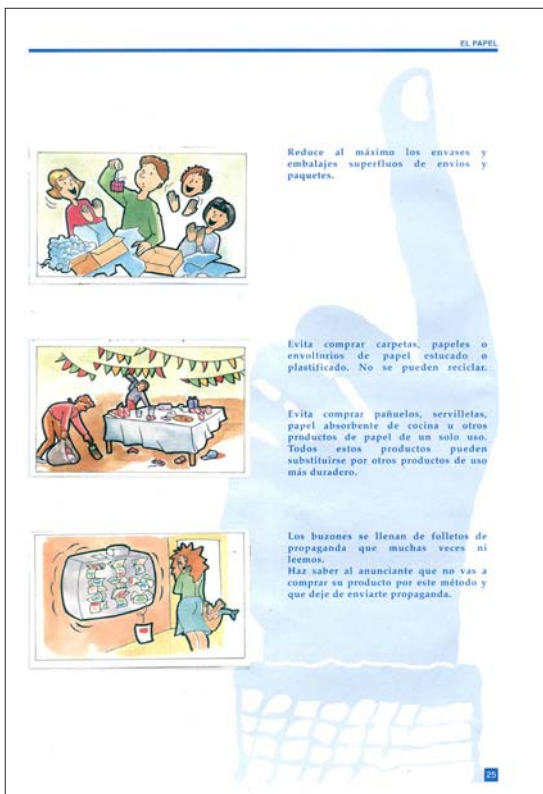 EL PAPEL
Reduce al máximo los envases y
embalajes superfluos de envios y
paquetes.
Evita comprar carpetas, papeles o
envoltorios de papel estucado o
plastificado. No se pueden reciclar.
Evita comprar pañuelos, servilletas,
papel absorbente de cocina u otros
productos de papel de un solo uso.
Todos estos productos pueden
substituirse por otros productos de uso
más duradero.
Los buzones se llenan de folletos de
propaganda que muchas veces ni
leemos.
Haz saber al anunciante que no vas a
comprar su producto por este método y
que deje de enviarte propaganda.
25